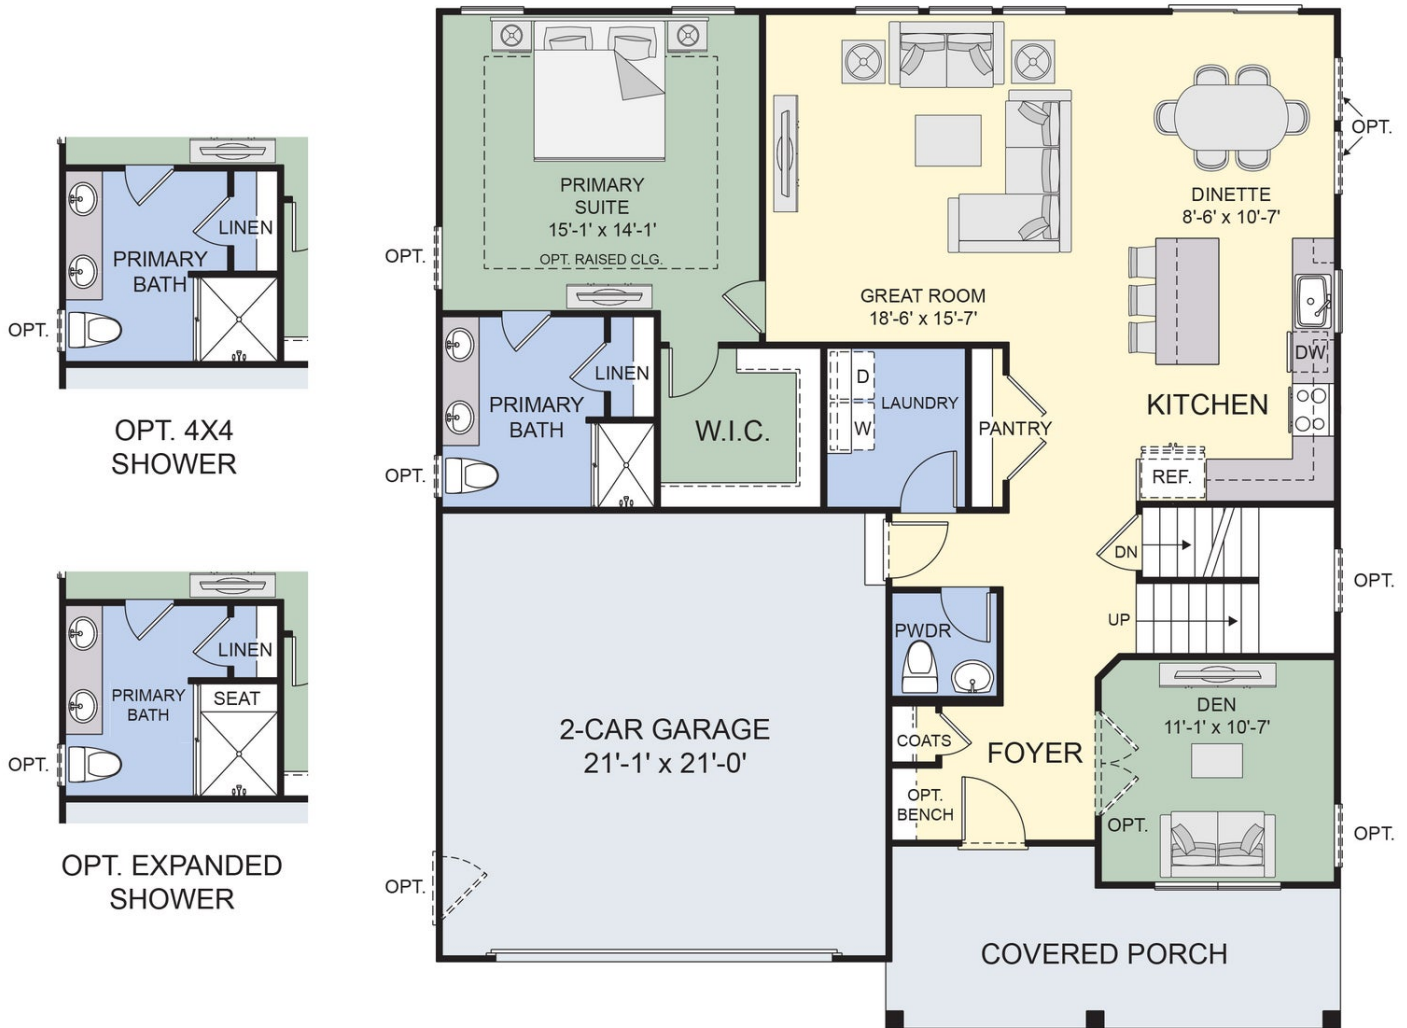 OPT.
PRIMARY
SUITE
15'-1' x 14'-1'
OPT. RAISED CLG.
GREAT ROOM
18'-6' x 15'-7'
DINETTE
8'-6' x 10'-7'
OPT.
LINEN
PRIMARY
BATH
OPT.
OPT. 4X4
SHOWER
PRIMARY
BATH
LINEN
OPT.
W.I.C.
D
W
LAUNDRY
PANTRY
KITCHEN
DW
REF.
DN
UP
OPT.
LINEN
PRIMARY
BATH
SEAT
OPT.
OPT. EXPANDED
SHOWER
2-CAR GARAGE
21'-1' x 21'-0'
OPT.
PWDR
COATS
FOYER
OPT.
BENCH
DEN
11'-1' x 10'-7'
OPT.
OPT.
COVERED PORCH